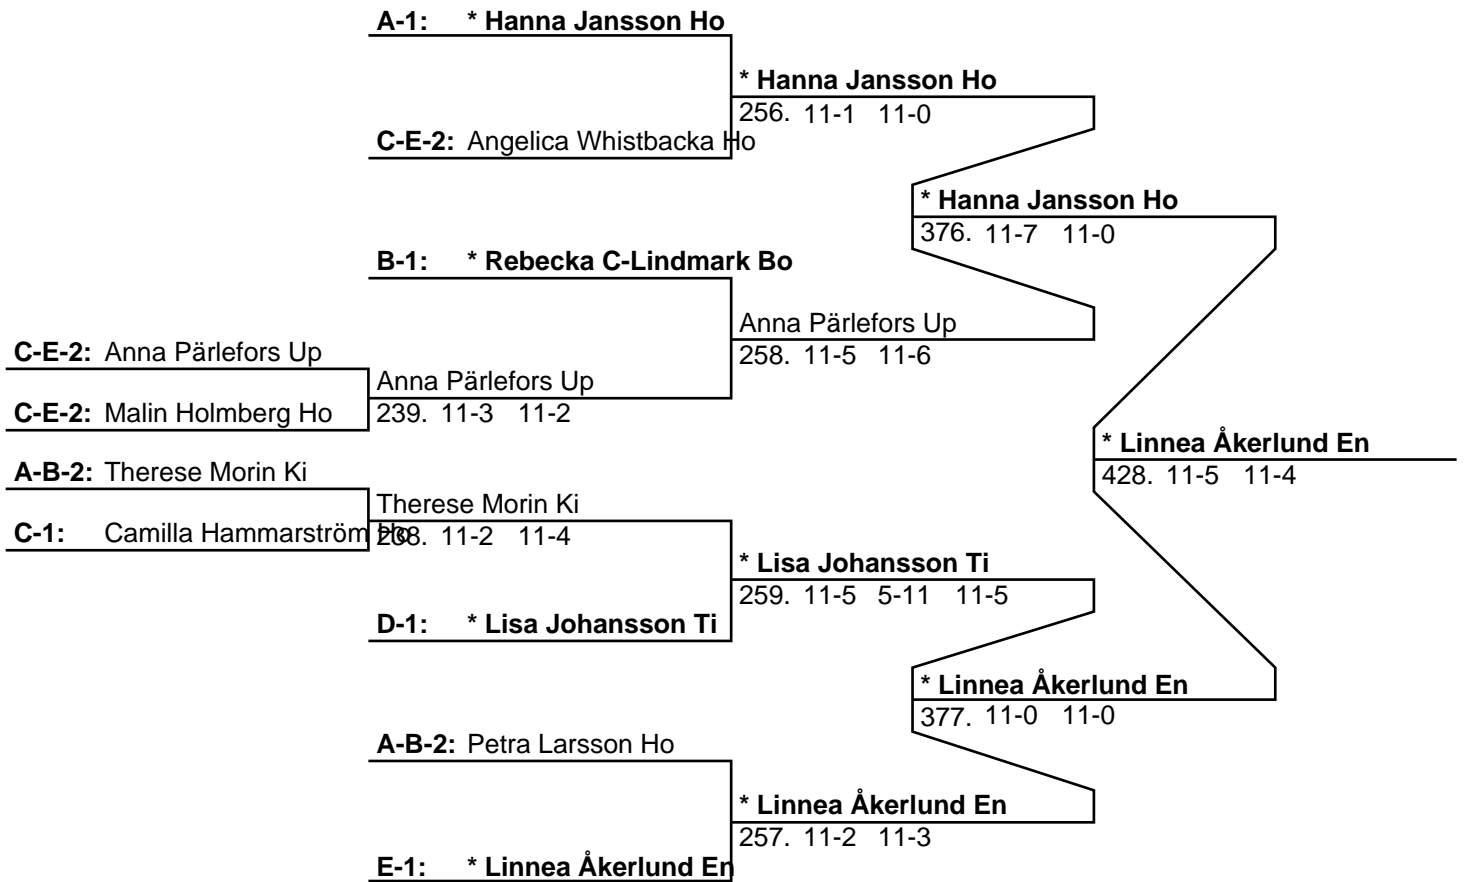 A-1: * Hanna Jansson Ho
* Hanna Jansson Ho
256. 11-1 11-0
C-E-2: Angelica Whistbacka Ho
* Hanna Jansson Ho
376. 11-7 11-0
B-1: * Rebecka C-Lindmark Bo
Anna Pärlefors Up
258. 11-5 11-6
C-E-2: Anna Pärlefors Up
Anna Pärlefors Up
239. 11-3 11-2
C-E-2: Malin Holmberg Ho
* Linnea Åkerlund En
428. 11-5 11-4
A-B-2: Therese Morin Ki
Therese Morin Ki
238. 11-2 11-4
C-1: Camilla Hammarström Ho
* Lisa Johansson Ti
259. 11-5 5-11 11-5
D-1: * Lisa Johansson Ti
* Linnea Åkerlund En
377. 11-0 11-0
A-B-2: Petra Larsson Ho
* Linnea Åkerlund En
257. 11-2 11-3
E-1: * Linnea Åkerlund En